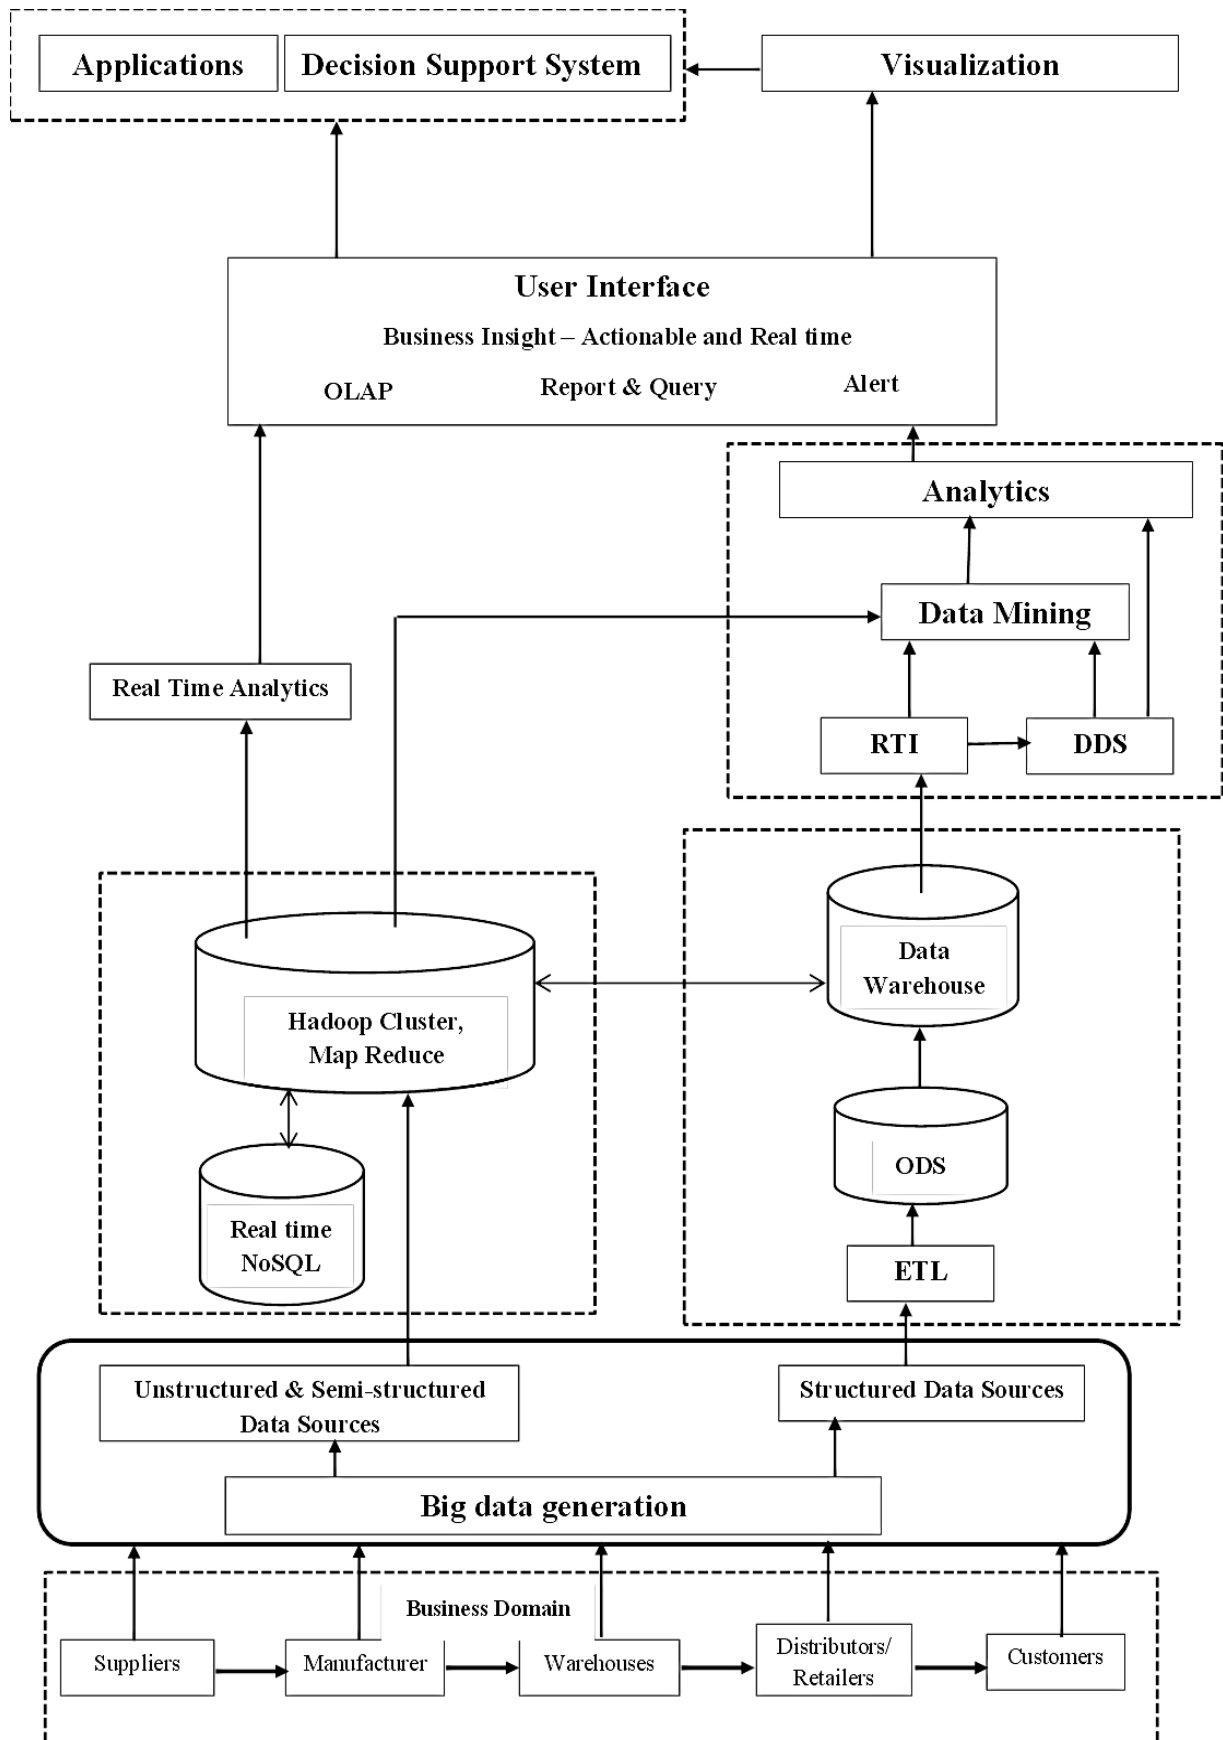 Applications
Decision Support System
Visualization
User Interface
Business Insight – Actionable and Real time
OLAP
Report & Query
Alert
Analytics
Data Mining
Real Time Analytics
RTI
DDS
Data
Warehouse
Hadoop Cluster,
Map Reduce
ODS
Real time
NoSQL
ETL
Unstructured & Semi-structured
Data Sources
Structured Data Sources
Big data generation
Business Domain
Suppliers
Manufacturer
Warehouses
Distributors/
Retailers
Customers